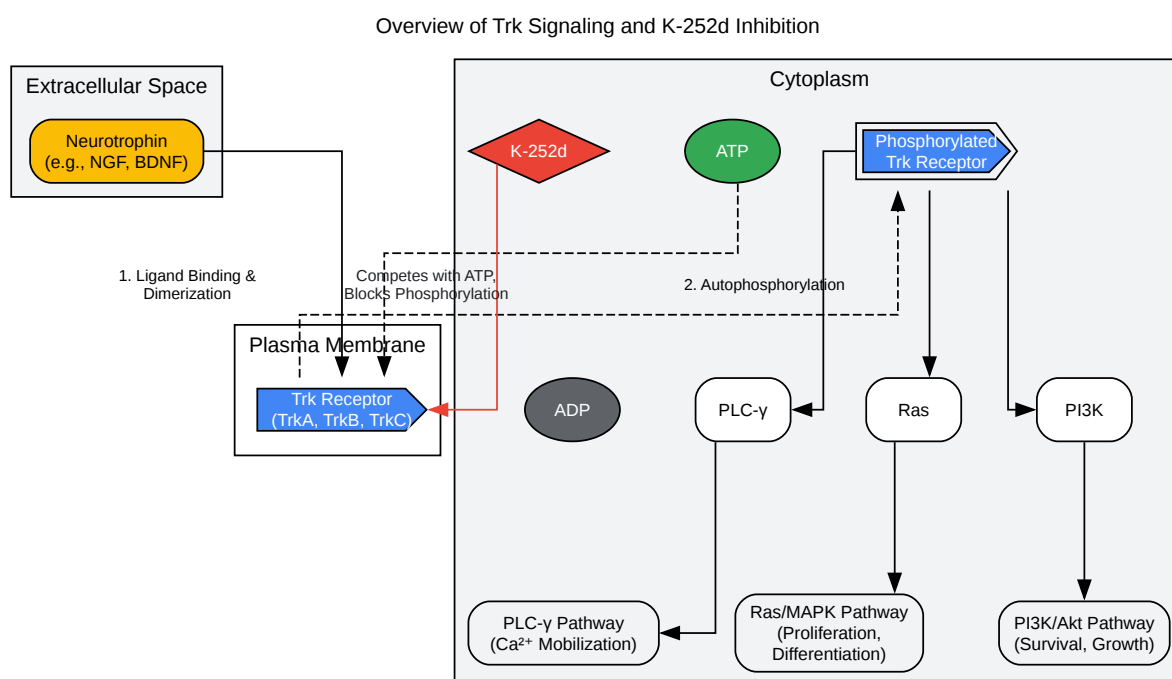 Overview of Trk Signaling and K-252d Inhibition
Extracellular Space
Neurotrophin
(e.g., NGF, BDNF)
Cytoplasm
K-252d
ATP
Phosphorylated
Trk Receptor
1. Ligand Binding &
Dimerization
Competes with ATP,
Blocks Phosphorylation
2. Autophosphorylation
Plasma Membrane
Trk Receptor
(TrkA, TrkB, TrkC)
ADP
PLC-γ
Ras
PI3K
PLC-γ Pathway
(Ca²⁺ Mobilization)
Ras/MAPK Pathway
(Proliferation,
Differentiation)
PI3K/Akt Pathway
(Survival, Growth)